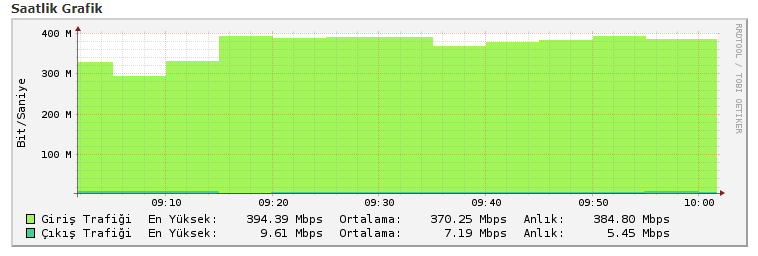 Saatlik Grafik
400 M
300 M
200 M
100 M
Bit/Saniye
RRDTOOL / TOBI OETIKER
09:10 09:20 09:30 09:40 09:50 10:00
Giriş Trafiği En Yüksek: 394.39 Mbps Ortalama: 370.25 Mbps Anlık: 384.80 Mbps
Çıkış Trafiği En Yüksek: 9.61 Mbps Ortalama: 7.19 Mbps Anlık: 5.45 Mbps